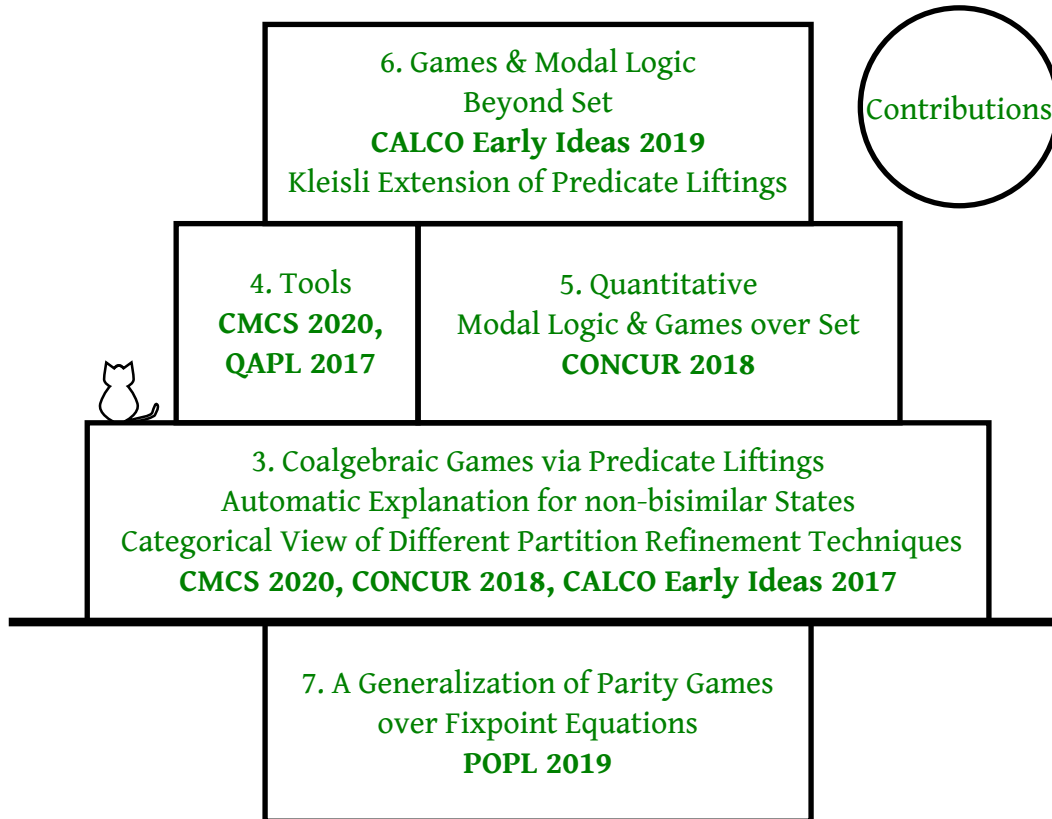 6. Games & Modal Logic
Beyond Set
CALCO Early Ideas 2019
Kleisli Extension of Predicate Liftings
Contributions
4. Tools
CMCS 2020,
QAPL 2017
5. Quantitative
Modal Logic & Games over Set
CONCUR 2018
3. Coalgebraic Games via Predicate Liftings
Automatic Explanation for non-bisimilar States
Categorical View of Different Partition Refinement Techniques
CMCS 2020, CONCUR 2018, CALCO Early Ideas 2017
7. A Generalization of Parity Games
over Fixpoint Equations
POPL 2019